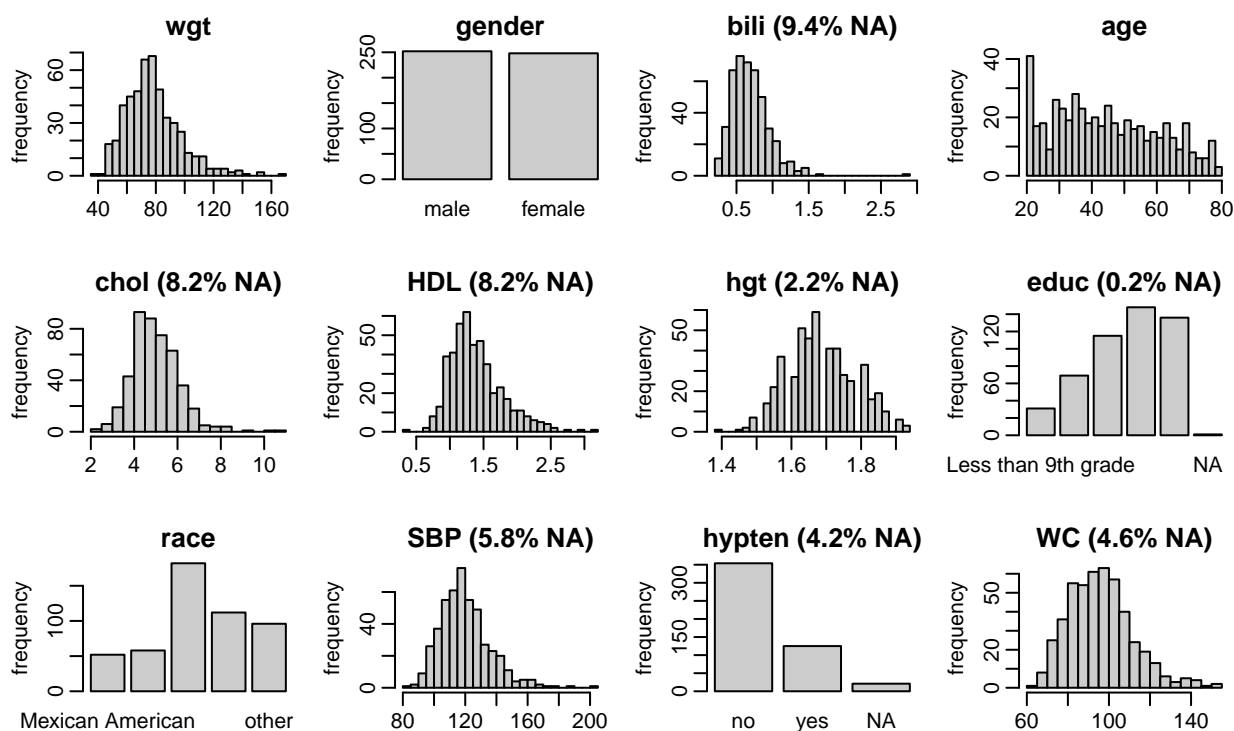 wgt
frequency
0 30 60
40 80 120 160
gender
frequency
0 100 250
male female
bili (9.4% NA)
frequency
0 40
0.5 1.5 2.5
age
frequency
0 20 40
20 40 60 80
chol (8.2% NA)
frequency
0 40 80
2 4 6 8 10
HDL (8.2% NA)
frequency
0 20 50
0.5 1.5 2.5
hgt (2.2% NA)
frequency
0 20 50
1.4 1.6 1.8
educ (0.2% NA)
frequency
0 60 120
Less than 9th grade NA
race
frequency
0 100
Mexican American other
SBP (5.8% NA)
frequency
0 40
80 120 160 200
hypten (4.2% NA)
frequency
0 150 300
no yes NA
WC (4.6% NA)
frequency
0 20 50
60 100 140